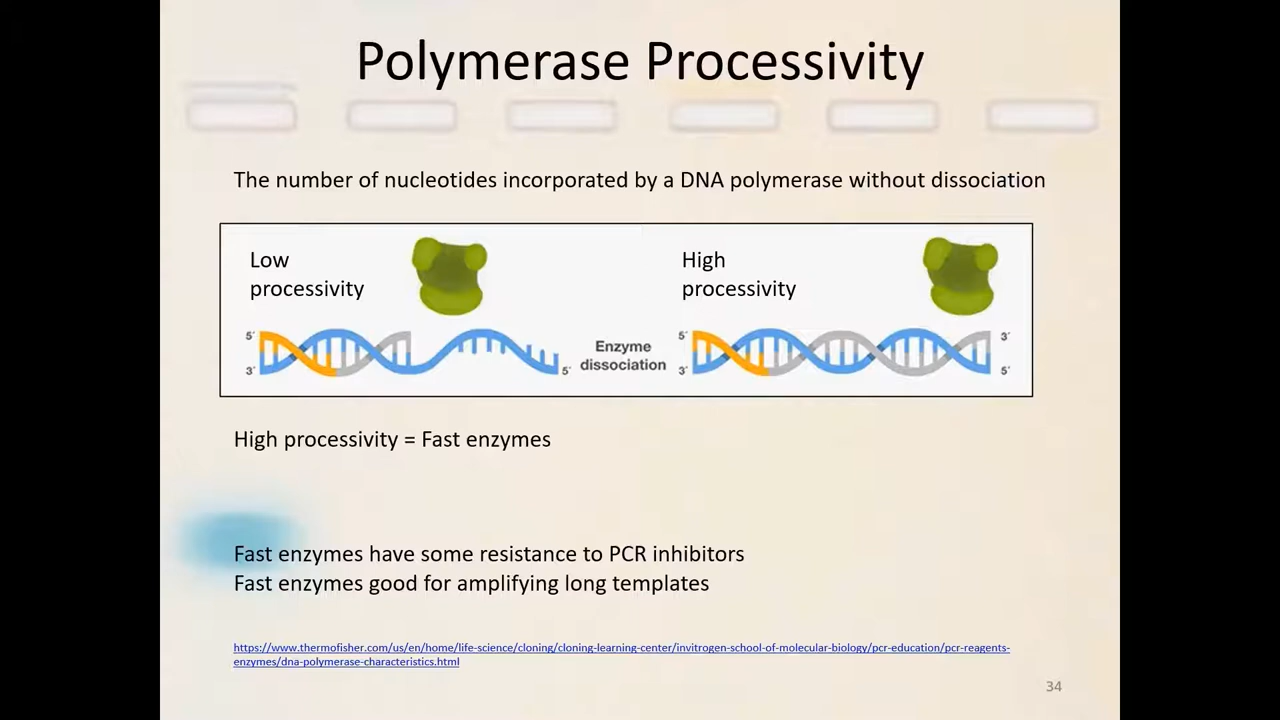 Polymerase Processivity
The number of nucleotides incorporated by a DNA polymerase without dissociation
Low
processivity
High
processivity
5′
3′
5′
Enzyme
dissociation
5′
3′
3′
5′
High processivity = Fast enzymes
Fast enzymes have some resistance to PCR inhibitors
Fast enzymes good for amplifying long templates
https://www.thermofisher.com/us/en/home/life-science/cloning/cloning-learning-center/invitrogen-school-of-molecular-biology/pcr-education/pcr-reagents-
enzymes/dna-polymerase-characteristics.html
34